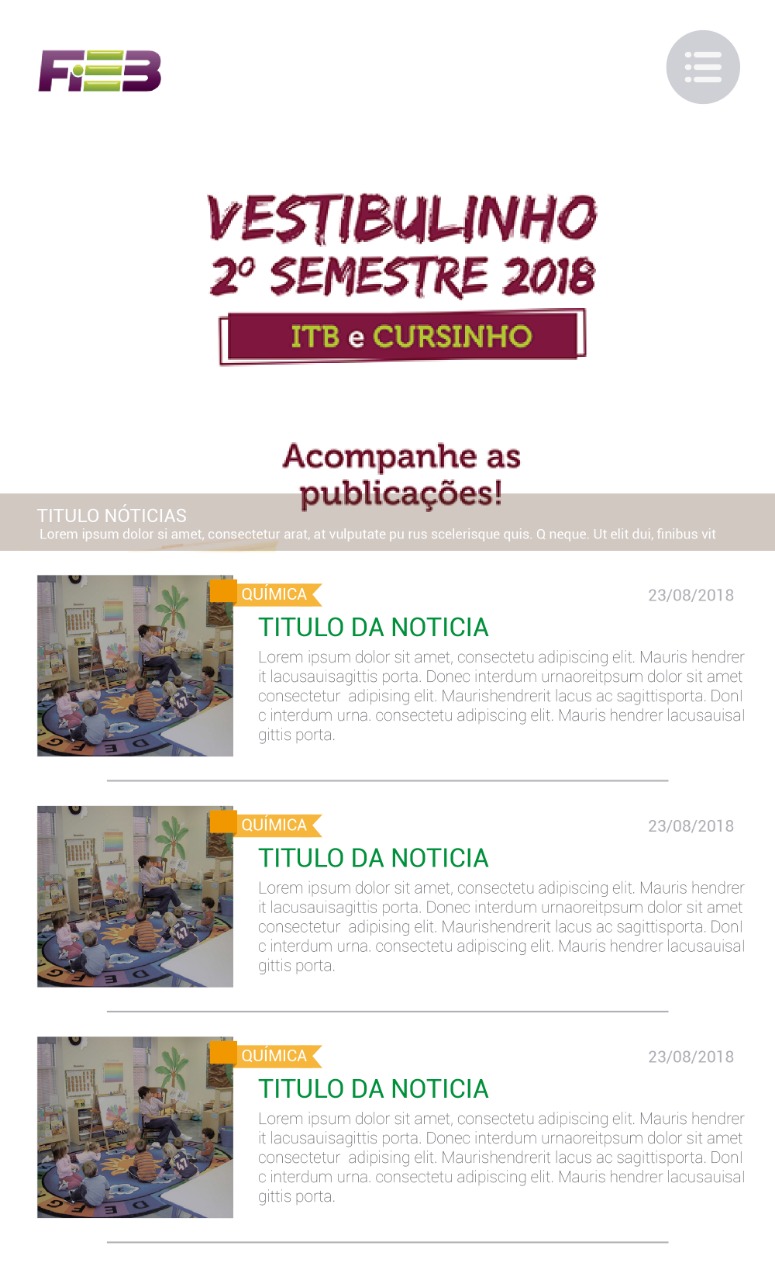 FiEB
VESTIBULINHO
2º SEMESTRE 2018
ITB e CURSINHO
Acompanhe as
publicações!
TITULO NÓTICIAS
Lorem ipsum dolor si amet, consectetur arat, at vulputate pu rus scelerisque quis. Q neque. Ut elit dui, finibus vit
QUÍMICA
23/08/2018
TITULO DA NOTICIA
Lorem ipsum dolor sit amet, consectetu adipiscing elit. Mauris hendrer
it lacusauisagittis porta. Donec interdum urnaoreitpsum dolor sit amet
consectetur adipising elit. Maurishendrerit lacus ac sagittisporta. Donl
c interdum urna. consectetu adipiscing elit. Mauris hendrer lacusauisal
gittis porta.
QUÍMICA
23/08/2018
TITULO DA NOTICIA
Lorem ipsum dolor sit amet, consectetu adipiscing elit. Mauris hendrer
it lacusauisagittis porta. Donec interdum urnaoreitpsum dolor sit amet
consectetur adipising elit. Maurishendrerit lacus ac sagittisporta. Donl
c interdum urna. consectetu adipiscing elit. Mauris hendrer lacusauisal
gittis porta.
QUÍMICA
23/08/2018
TITULO DA NOTICIA
Lorem ipsum dolor sit amet, consectetu adipiscing elit. Mauris hendrer
it lacusauisagittis porta. Donec interdum urnaoreitpsum dolor sit amet
consectetur adipising elit. Maurishendrerit lacus ac sagittisporta. Donl
c interdum urna. consectetu adipiscing elit. Mauris hendrer lacusauisal
gittis porta.